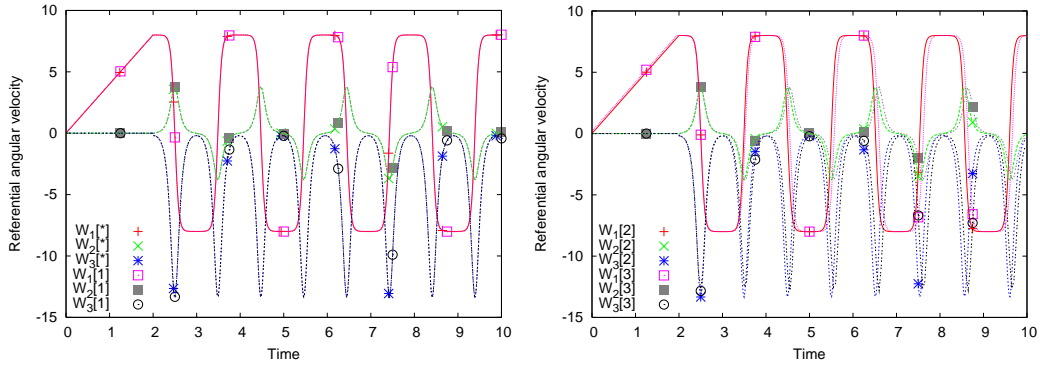 10
5
0
-5
-10
-15
0 1 2 3 4 5 6 7 8 9 10
Referential angular velocity
Time
W1[*]
W2[*]
W3[*]
W1[1]
W2[1]
W3[1]
10
5
0
-5
-10
-15
0 1 2 3 4 5 6 7 8 9 10
Referential angular velocity
Time
W1[2]
W2[2]
W3[2]
W1[3]
W2[3]
W3[3]